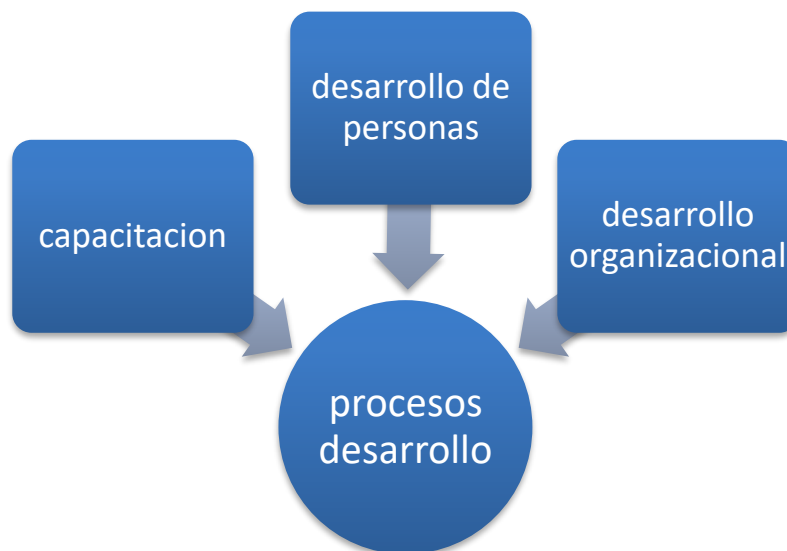 desarrollo de
personas
capacitacion
desarrollo
organizacional
procesos
desarrollo